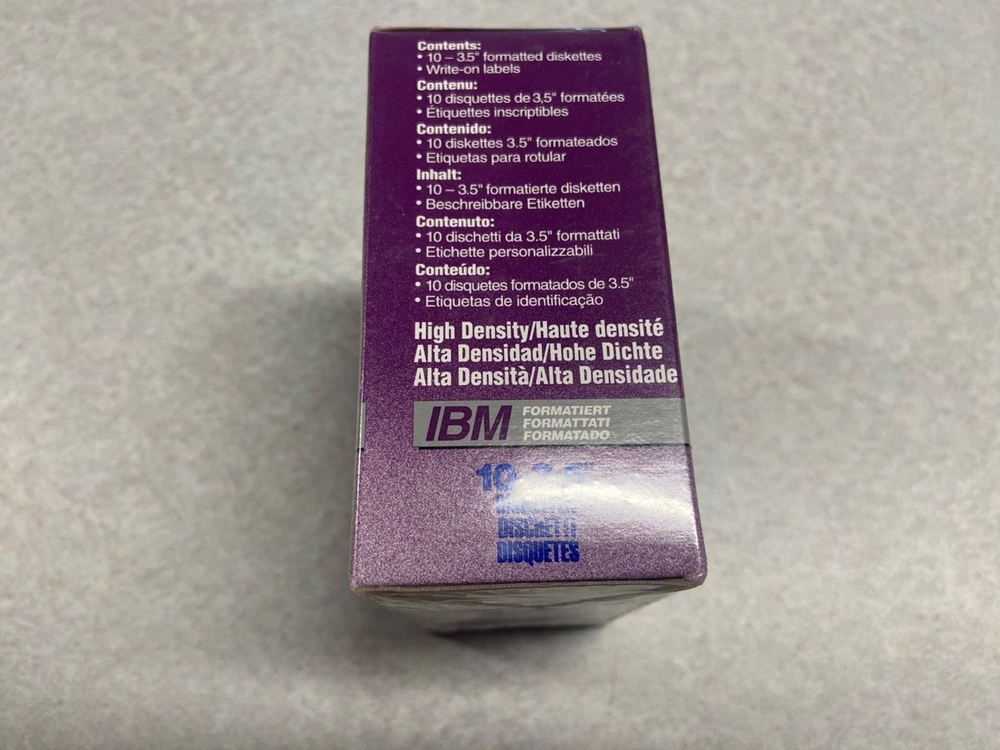 Contents:
• 10 – 3.5" formatted diskettes
• Write-on labels
Contenu:
• 10 disquettes de 3,5" formatées
• Étiquettes inscriptibles
Contenido:
• 10 diskettes 3.5" formateados
• Etiquetas para rotular
Inhalt:
• 10 – 3.5" formatierte disketten
• Beschreibbare Etiketten
Contenuto:
• 10 dischetti da 3.5" formattati
• Etichette personalizzabili
Conteúdo:
• 10 disquetes formatados de 3.5"
• Etiquetas de identificação
High Density/Haute densité
Alta Densidad/Hohe Dichte
Alta Densità/Alta Densidade
IBM FORMATIERT
FORMATTATI
FORMATADO
10
DISCHETTI
DISQUETES